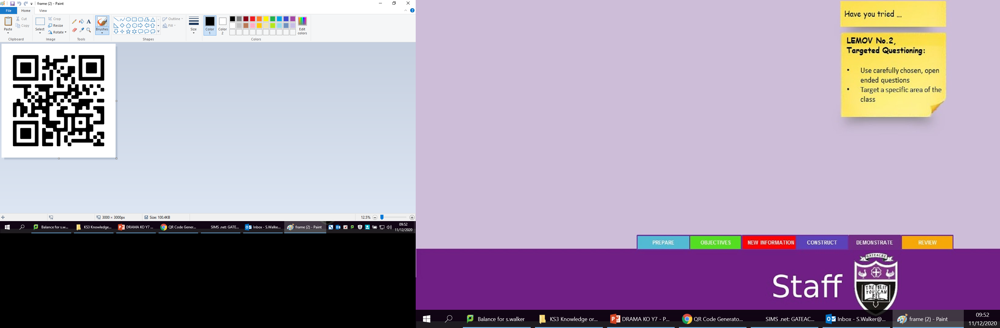 frame (2) - Paint
File Home View
Paste
Cut
Copy
Clipboard
Select
Crop
Resize
Rotate
Image
A
Tools
Brushes
Outline
Fill
Shapes
Size
Color
1
Color
2
Edit
colors
Colors
3000 × 3000px
Size: 100.4KB
12.5%
Balance for s.w...
KS3 Knowledge...
DRAMA KO Y7 ...
QR Code Gener...
SIMS .net: GATE...
Inbox - S.Walke...
frame (2) - Paint
09:52
11/12/2020
Have you tried ...
LEMOV No.2,
Targeted Questioning:
• Use carefully chosen, open
ended questions
• Target a specific area of the
class
PREPARE OBJECTIVES NEW INFORMATION CONSTRUCT DEMONSTRATE REVIEW
Staff
GATEACRE
THE BEST
YOU CAN
BE
Balance for s.walker
KS3 Knowledge or...
DRAMA KO Y7 - P...
QR Code Generato...
SIMS .net: GATEAC...
Inbox - S.Walker@...
frame (2) - Paint
09:52
11/12/2020